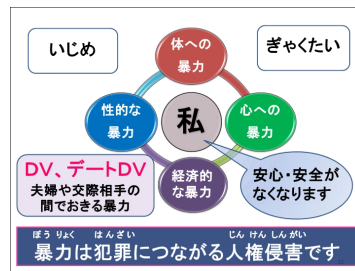 いじめ
体への
暴力
ぎゃくたい
性的な
暴力
私
心への
暴力
DV、デートDV
夫婦や交際相手の
間でおきる暴力
経済的
な暴力
安心・安全が
なくなります
ぼうりょく はんざい じんけんしんがい
暴力は犯罪につながる人権侵害です